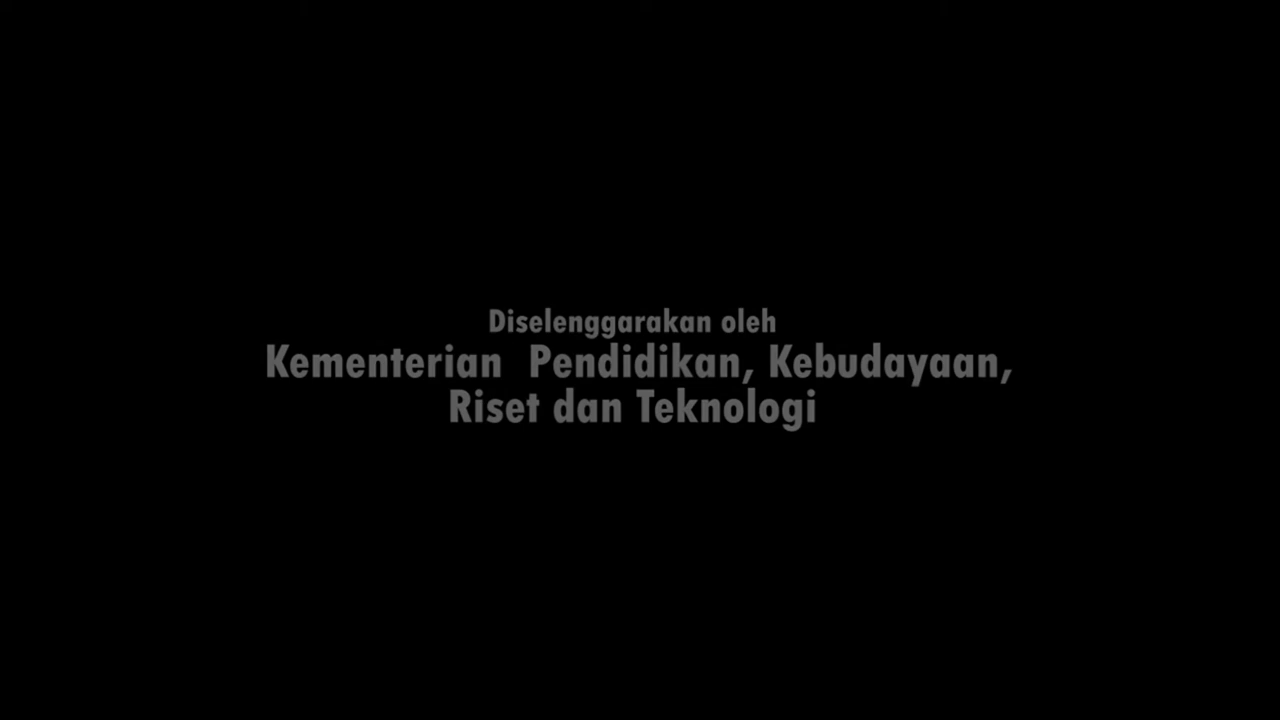 Diselenggarakan oleh
Kementerian  Pendidikan, Kebudayaan,
Riset dan Teknologi